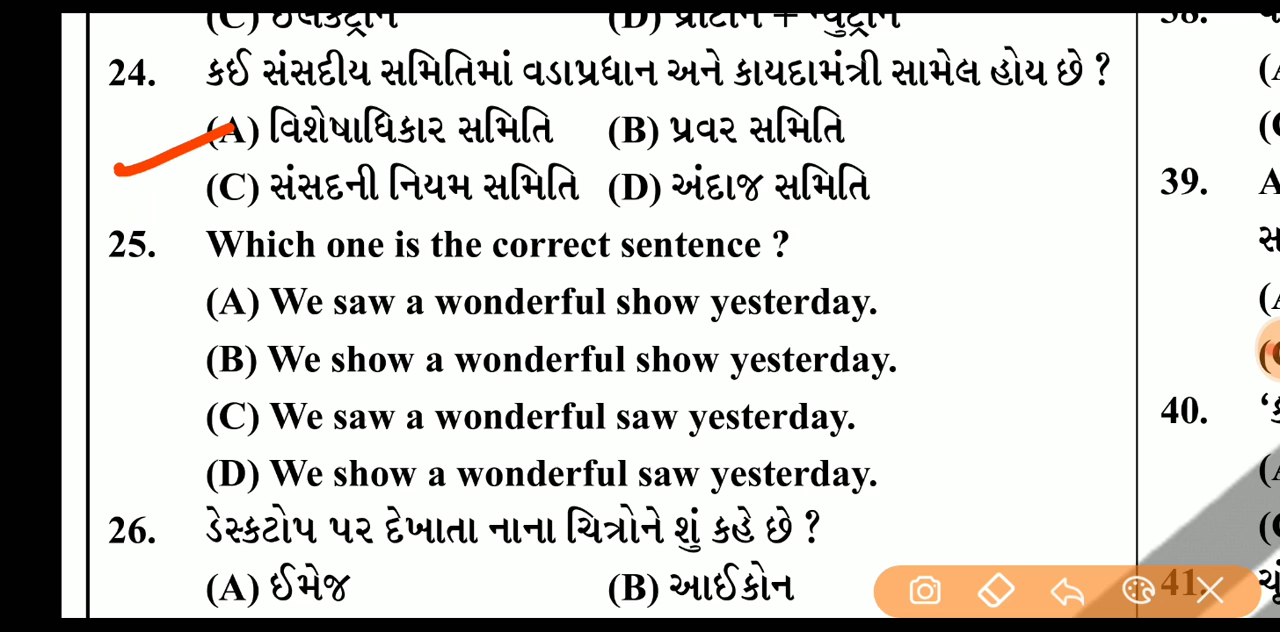 (C) ઈલેક્ટ્રોન (D) પ્રોટોન + ન્યુટ્રોન
38.
24. કઈ સંસદીય સમિતિમાં વડાપ્રધાન અને કાયદામંત્રી સામેલ હોય છે ?
(A) વિશેષાધિકાર સમિતિ (B) પ્રવર સમિતિ
(C) સંસદની નિયમ સમિતિ (D) અંદાજ સમિતિ
39.
25. Which one is the correct sentence ?
(A) We saw a wonderful show yesterday.
(B) We show a wonderful show yesterday.
(C) We saw a wonderful saw yesterday.
40.
(D) We show a wonderful saw yesterday.
26. ડેસ્કટોપ પર દેખાતા નાના ચિત્રોને શું કહે છે ?
(A) ઈમેજ (B) આઈકોન
41.